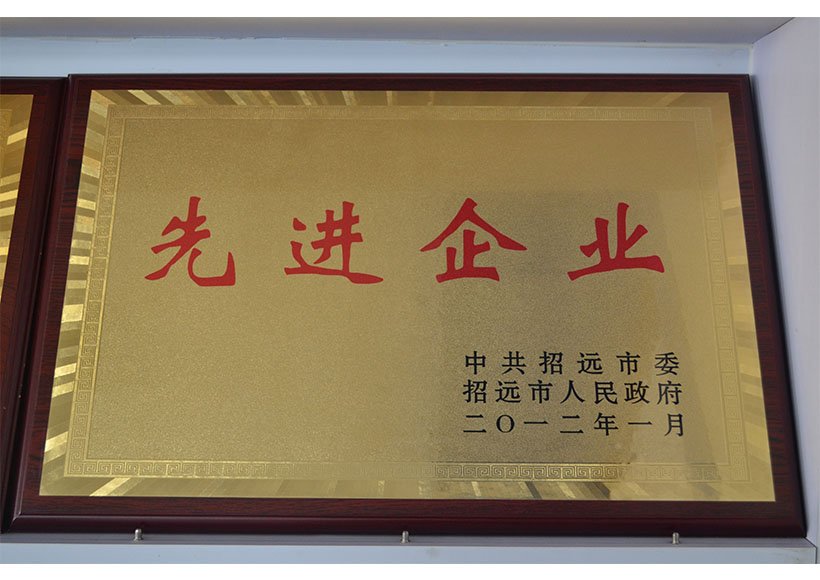 先进企业
中共招远市委
招远市人民政府
二〇一二年一月